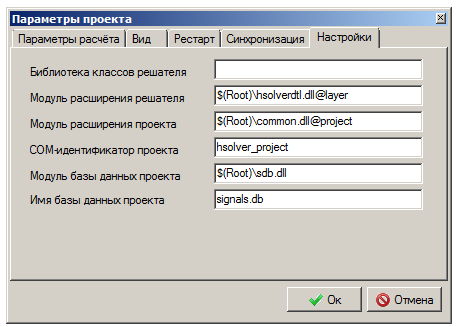 Параметры проекта
Параметры расчёта Вид Рестарт Синхронизация Настройки
Библиотека классов решателя
Модуль расширения решателя $(Root)\hsolverdtl.dll@layer
Модуль расширения проекта $(Root)\common.dll@project
COM-идентификатор проекта hsolver_project
Модуль базы данных проекта $(Root)\sdb.dll
Имя базы данных проекта signals.db
Ок Отмена